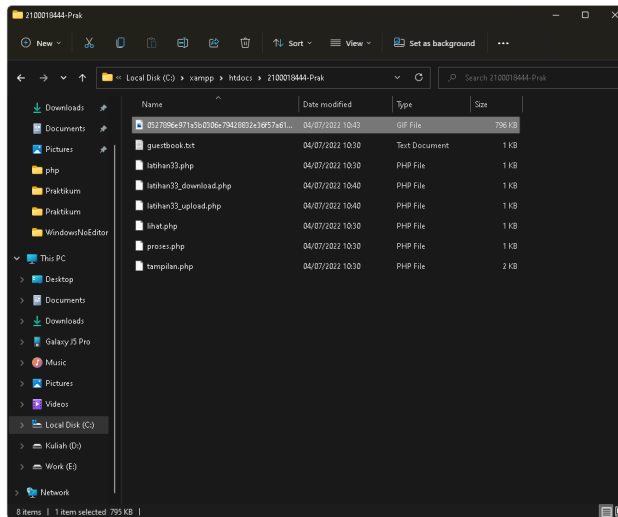 2100018444-Prak
New
Sort
View
Set as background
Local Disk (C:) > xampp > htdocs > 2100018444-Prak
Search 2100018444-Prak
Name Date modified Type Size
Downloads
Documents
Pictures
php
Praktikum
Praktikum
WindowsNoEditor
This PC
Desktop
Documents
Downloads
Galaxy J5 Pro
Music
Pictures
Videos
Local Disk (C:)
Kuliah (D:)
Work (E:)
Network
0527896e971a5b0306e79428832e36f57a61... 04/07/2022 10:43 GIF File 796 KB
guestbook.txt 04/07/2022 10:30 Text Document 1 KB
latihan33.php 04/07/2022 10:30 PHP File 1 KB
latihan33_download.php 04/07/2022 10:40 PHP File 1 KB
latihan33_upload.php 04/07/2022 10:40 PHP File 1 KB
lihat.php 04/07/2022 10:30 PHP File 1 KB
proses.php 04/07/2022 10:30 PHP File 1 KB
tampilan.php 04/07/2022 10:30 PHP File 2 KB
8 items | 1 item selected 795 KB |